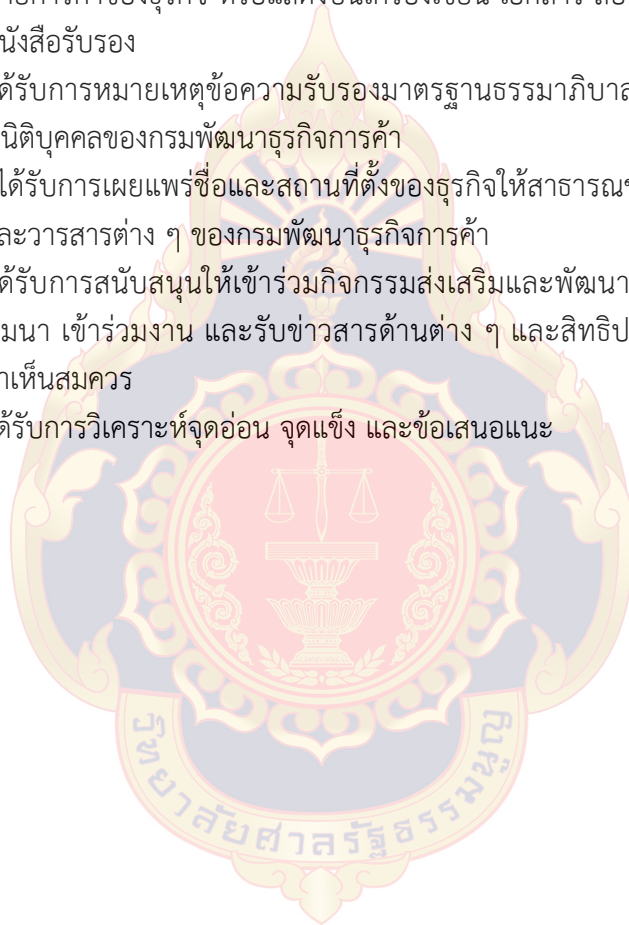 หนังสือรับรอง
ได้รับการหมายเหตุข้อความรับรองมาตรฐานธรรมาภิบาล
นิติบุคคลของกรมพัฒนาธุรกิจการค้า
ได้รับการเผยแพร่ชื่อและสถานที่ตั้งของธุรกิจให้สาธารณช
และวารสารต่าง ๆ ของกรมพัฒนาธุรกิจการค้า
ได้รับการสนับสนุนให้เข้าร่วมกิจกรรมส่งเสริมและพัฒนา
มมนา เข้าร่วมงาน และรับข่าวสารด้านต่าง ๆ และสิทธิป
าเห็นสมควร
ได้รับการวิเคราะห์จุดอ่อน จุดแข็ง และข้อเสนอแนะ
วิทยาลัยศาลรัฐธรรมนูญ